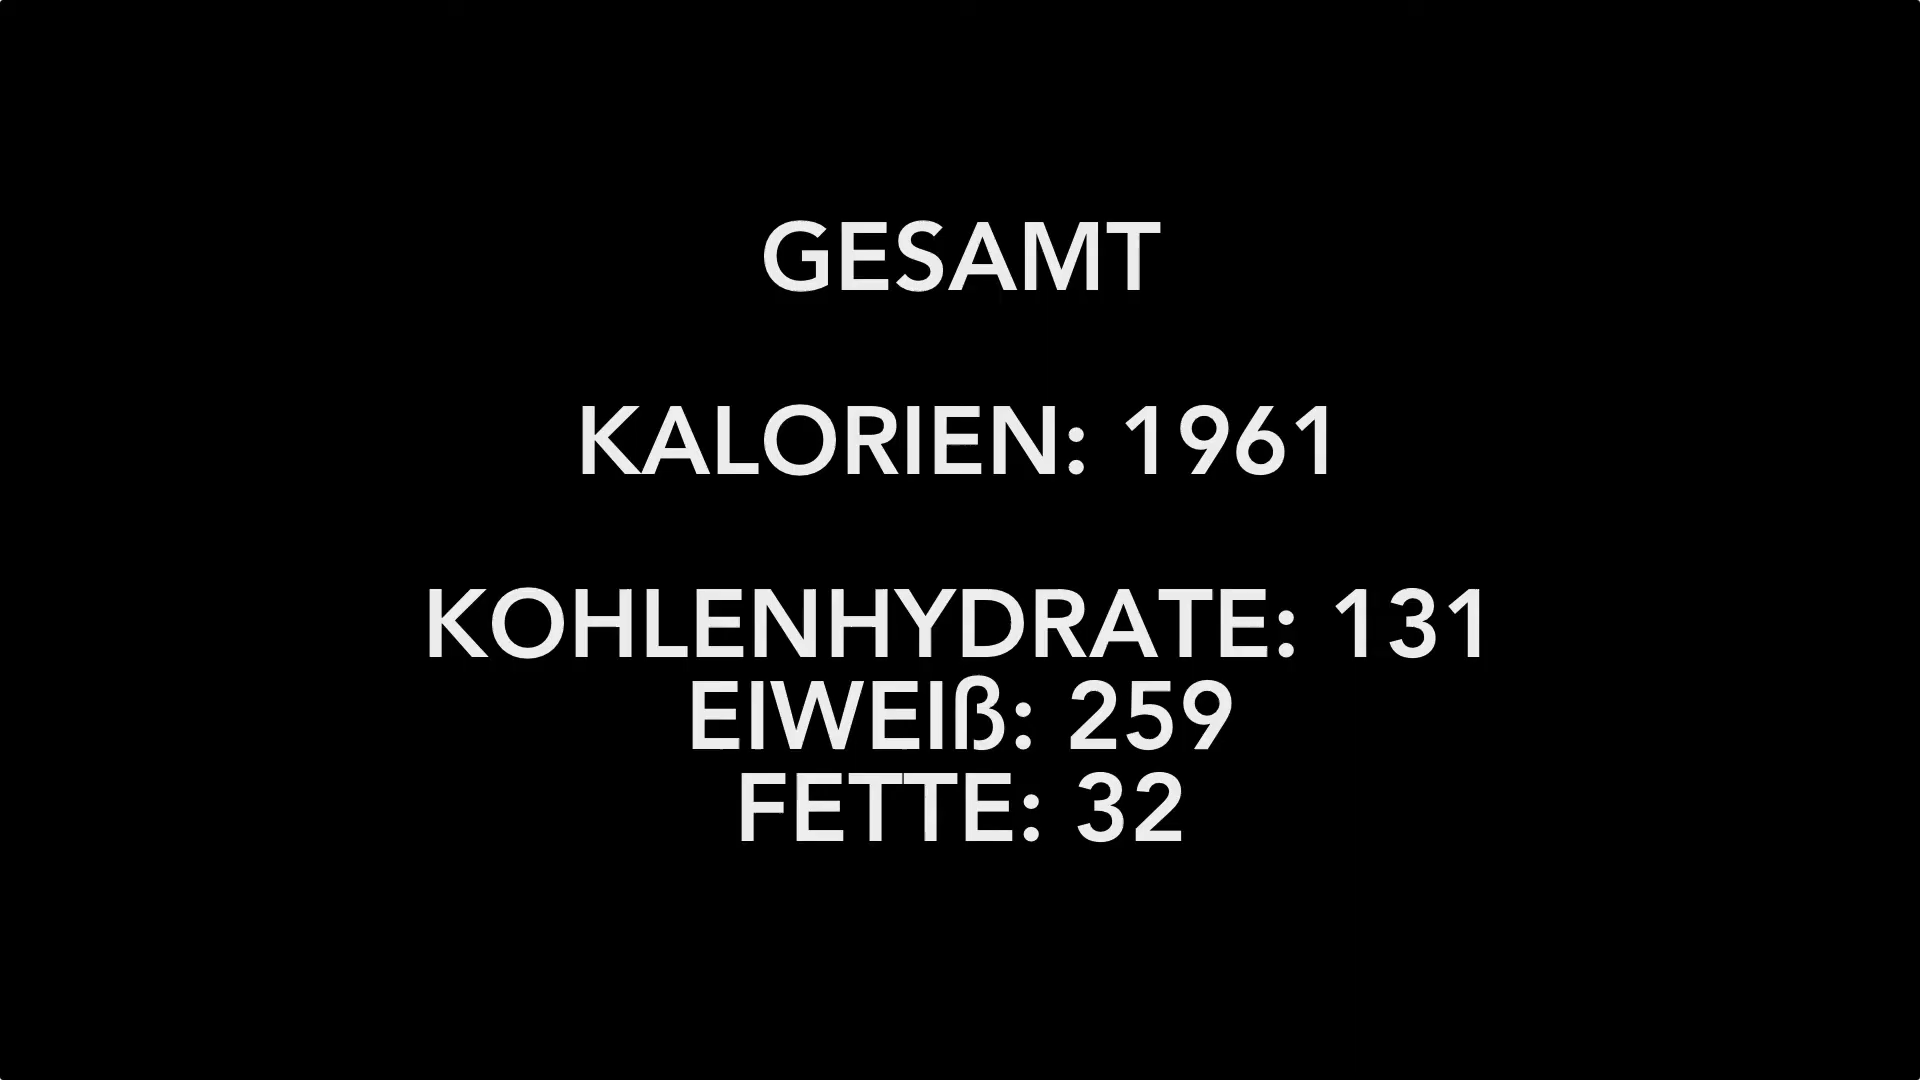 GESAMT
KALORIEN: 1961
KOHLENHYDRATE: 131
EIWEIß: 259
FETTE: 32